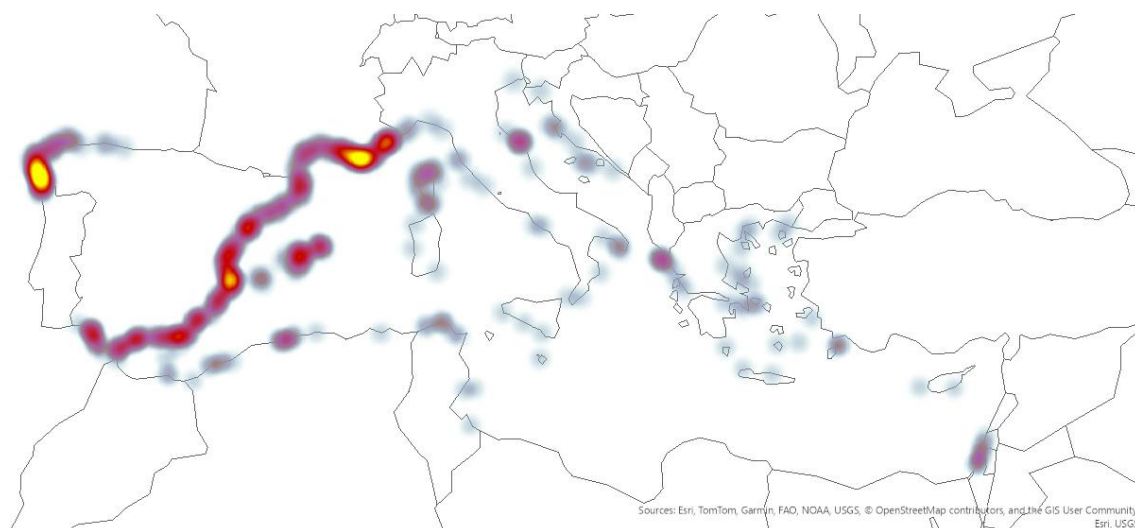 Sources: Esri, TomTom, Garmin, FAO, NOAA, USGS, © OpenStreetMap contributors, and the GIS User Community
Esri, USGS